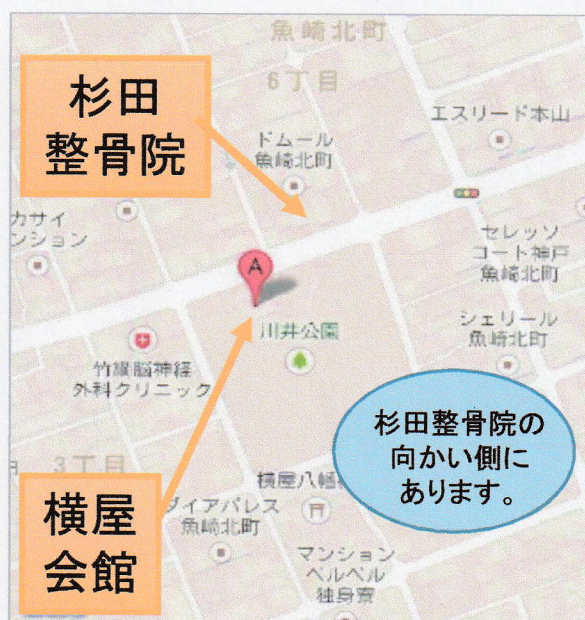 魚崎北町
6丁目
杉田
整骨院
エスリード本山
ドムール
魚崎北町
カサイ
ンション
セレッソ
コート神戸
魚崎北町
A
川井公園
シェリール
魚崎北町
竹縄脳神経
外科クリニック
杉田整骨院の
向かい側に
あります。
3丁目
横屋八幡
横屋
会館
ダイアパレス
魚崎北町
マンション
ベルベル
独身寮